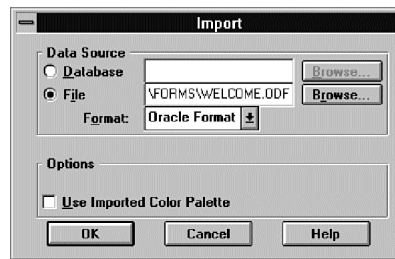 Import
Data Source
Database Browse...
File \FORMS\WELCOME.ODF Browse...
Format: Oracle Format
Options
Use Imported Color Palette
OK Cancel Help